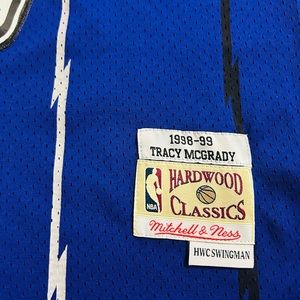 1998-99
TRACY MCGRADY
NBA
HARDWOOD
CLASSICS
Mitchell & Ness
HWC SWINGMAN